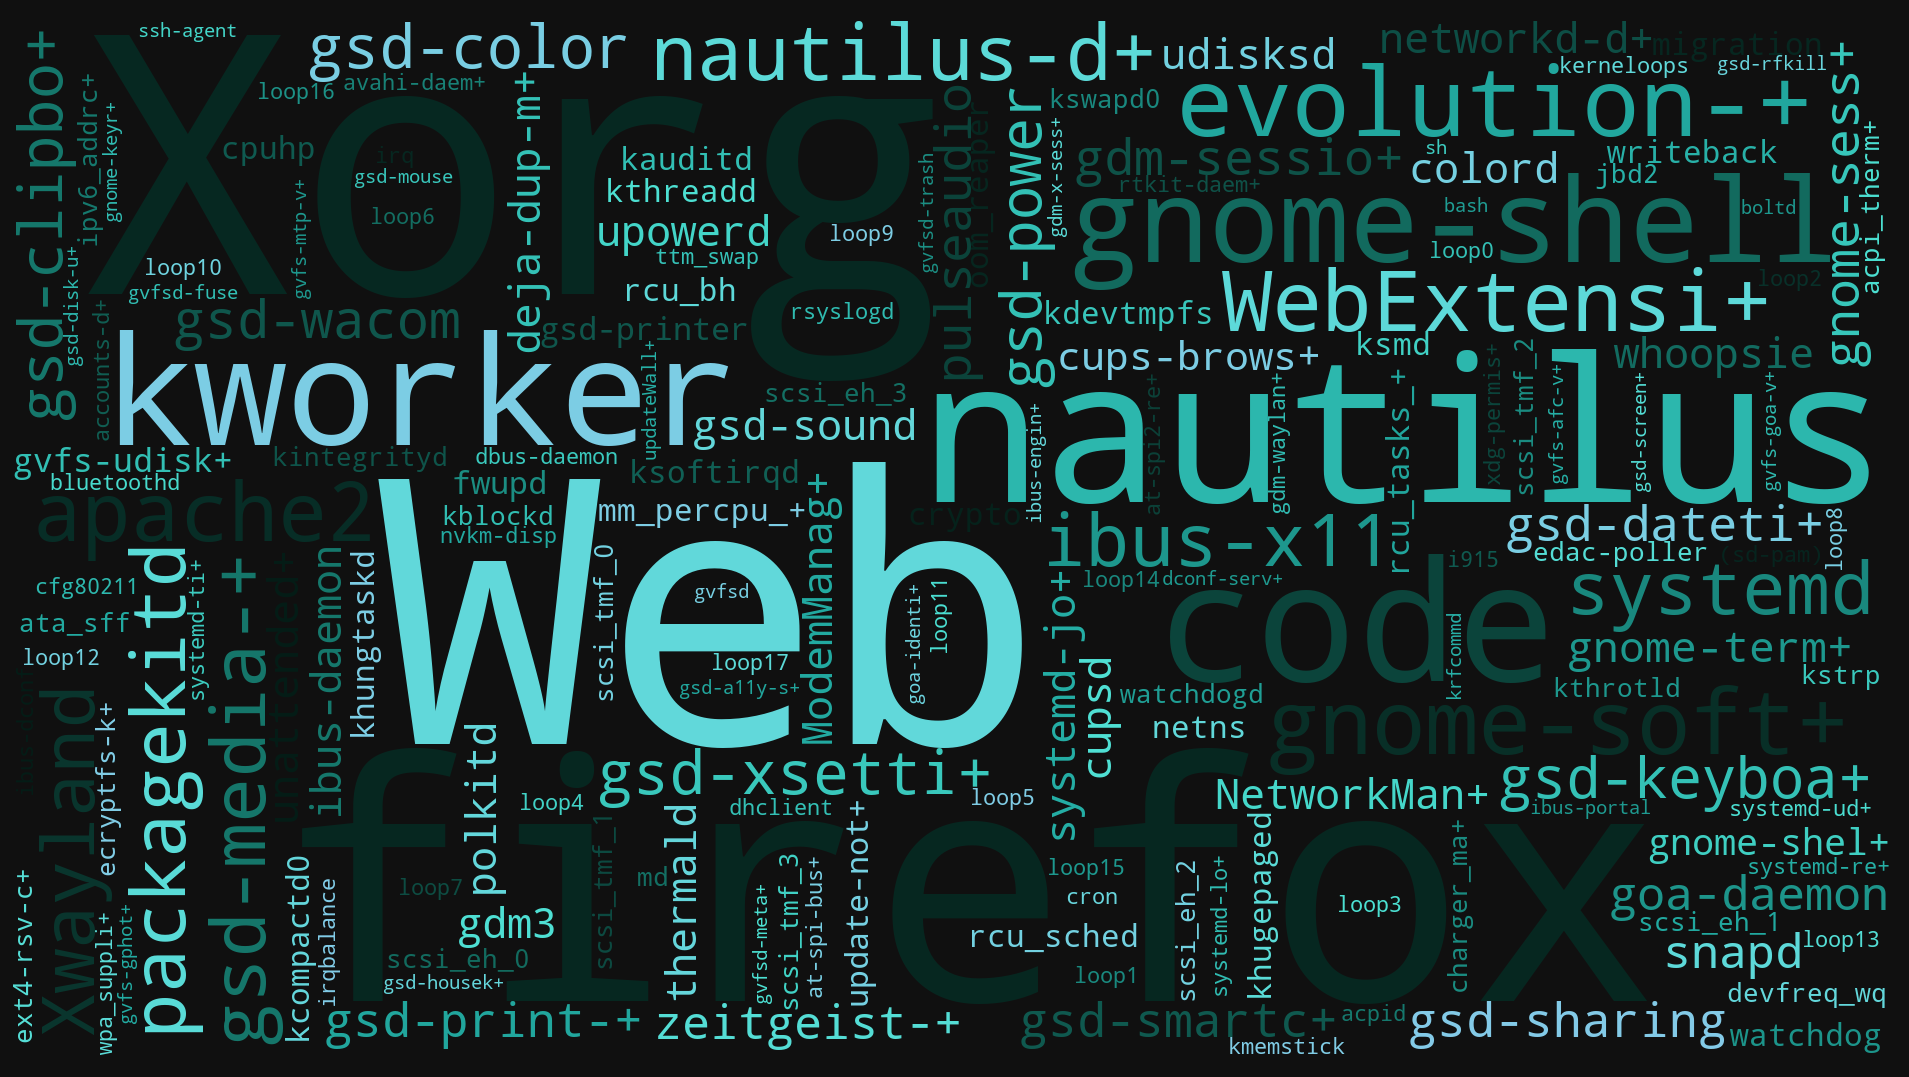 ssh-agent
gsd-color
nautilus-d+
udisksd
networkd-d+
migration
kerneloops
gsd-rfkill
Xorg
loop16
avahi-daem+
gsd-clipbo+
ipv6_addrc+
gnome-keyr+
cpuhp
irq
gsd-mouse
loop6
gvfs-mtp-v+
deja-dup-m+
kauditd
kthreadd
upowerd
ttm_swap
rcu_bh
loop9
gvfsd-trash
pulseaudio
oom_reaper
gsd-power
kswapd0
gdm-x-sess+
evolution-+
gdm-sessio+
sh
colord
writeback
jbd2
rtkit-daem+
bash
boltd
gnome-shell
gnome-sess+
acpi_therm+
loop0
loop2
loop10
gvfsd-fuse
gsd-disk-u+
accounts-d+
gsd-wacom
gsd-printer
rsyslogd
kdevtmpfs
WebExtensi+
kworker
updateWall+
scsi_eh_3
gsd-sound
cups-brows+
ksmd
whoopsie
nautilus
ibus-engin+
at-spi2-re+
gdm-waylan+
rcu_tasks_+
xdg-permis+
scsi_tmf_2
gvfs-afc-v+
gsd-screen+
gvfs-goa-v+
gvfs-udisk+
bluetoothd
kintegrityd
dbus-daemon
ksoftirqd
apache2
fwupd
kblockd
nvkm-disp
mm_percpu_+
ModemManag+
crypto
ibus-x11
gsd-dateti+
loop8
edac-poller
(sd-pam)
i915
cfg80211
ata_sff
loop12
systemd-ti+
packagekitd
gsd-media-+
unattended+
ibus-daemon
khungtaskd
Web
scsi_tmf_0
gvfsd
loop17
gsd-a11y-s+
goa-identi+
loop11
systemd-jo+
loop14
dconf-serv+
code
systemd
gnome-term+
krfcommd
kthrotld
kstrp
cupsd
watchdogd
netns
gnome-soft+
ibus-dconf
Xwayland
ecryptfs-k+
polkitd
loop4
gsd-xsetti+
dhclient
loop5
NetworkMan+
gsd-keyboa+
ibus-portal
systemd-ud+
firefox
gnome-shel+
systemd-re+
goa-daemon
scsi_eh_1
snapd
loop13
devfreq_wq
watchdog
ext4-rsv-c+
wpa_suppli+
gvfs-gphot+
kcompactd0
irqbalance
loop7
gdm3
scsi_eh_0
gsd-housek+
scsi_tmf_1
md
thermald
gvfsd-meta+
scsi_tmf_3
at-spi-bus+
update-not+
loop15
cron
rcu_sched
loop1
scsi_eh_2
systemd-lo+
khugepaged
loop3
charger_ma+
gsd-print-+
zeitgeist-+
gsd-smartc+
acpid
kmemstick
gsd-sharing